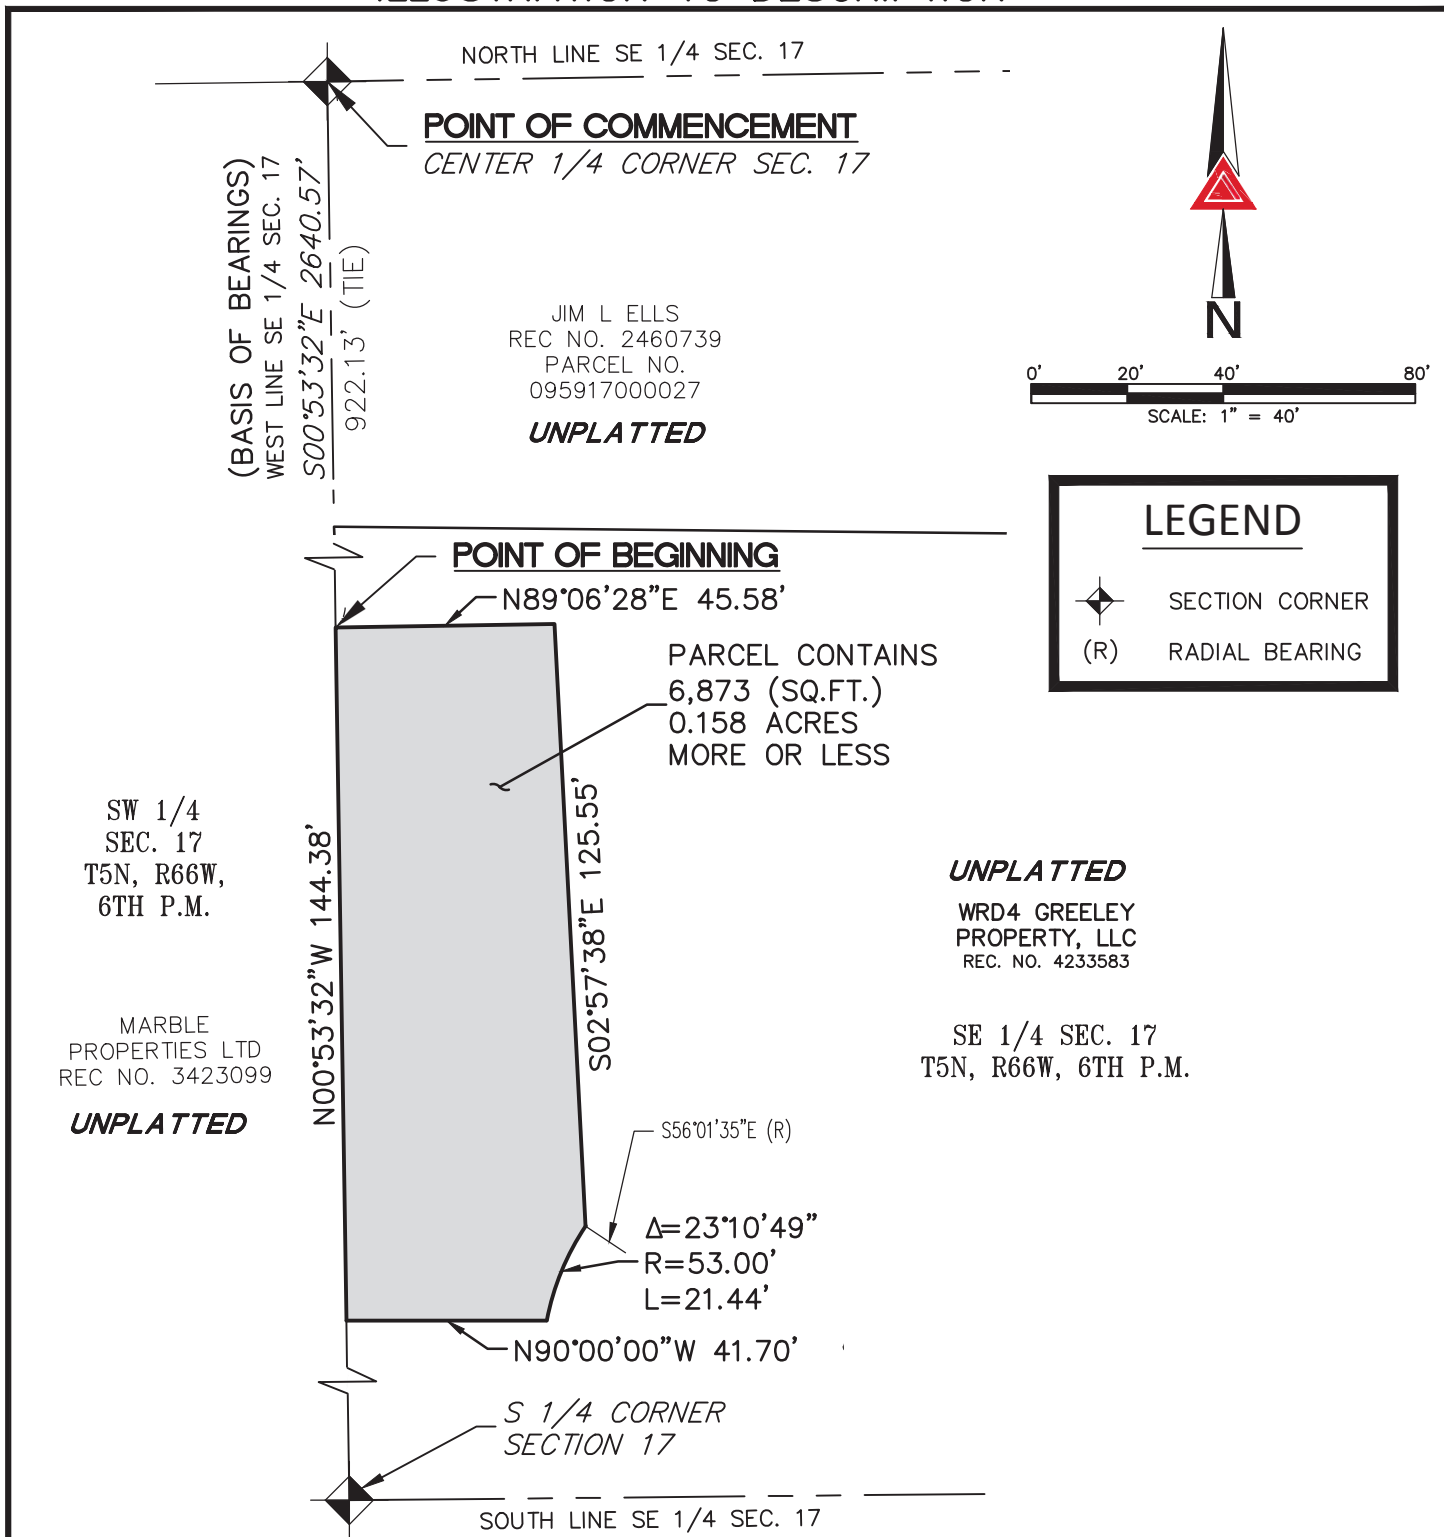 ILLUSTRATION TO DESCRIPTION
NORTH LINE SE 1/4 SEC. 17
POINT OF COMMENCEMENT
CENTER 1/4 CORNER SEC. 17
(BASIS OF BEARINGS)
WEST LINE SE 1/4 SEC. 17
S00°53'32"E 2640.57'
922.13' (TIE)
JIM L ELLS
REC NO. 2460739
PARCEL NO.
095917000027
UNPLATTED
N
0' 20' 40' 80'
SCALE: 1" = 40'
LEGEND
SECTION CORNER
(R) RADIAL BEARING
POINT OF BEGINNING
N89°06'28"E 45.58'
PARCEL CONTAINS
6,873 (SQ.FT.)
0.158 ACRES
MORE OR LESS
SW 1/4
SEC. 17
T5N, R66W,
6TH P.M.
N00°53'32"W 144.38'
S02°57'38"E 125.55'
UNPLATTED
WRD4 GREELEY
PROPERTY, LLC
REC. NO. 4233583
MARBLE
PROPERTIES LTD
REC NO. 3423099
UNPLATTED
SE 1/4 SEC. 17
T5N, R66W, 6TH P.M.
S56°01'35"E (R)
Δ=23°10'49"
R=53.00'
L=21.44'
N90°00'00"W 41.70'
S 1/4 CORNER
SECTION 17
SOUTH LINE SE 1/4 SEC. 17